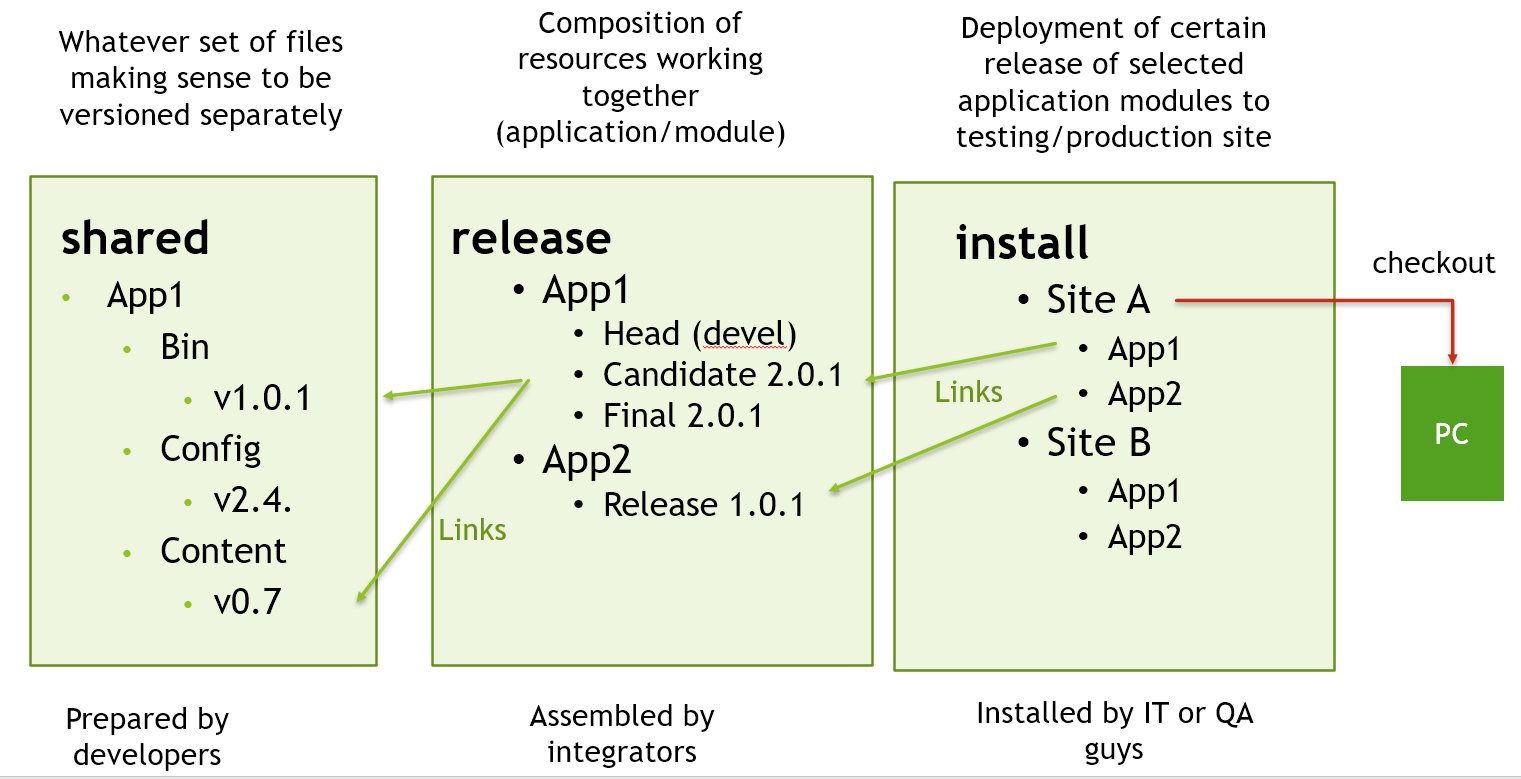 Whatever set of files
making sense to be
versioned separately
Composition of
resources working
together
(application/module)
Deployment of certain
release of selected
application modules to
testing/production site
shared
• App1
• Bin
• v1.0.1
• Config
• v2.4.
• Content
• v0.7
release
• App1
• Head (devel)
• Candidate 2.0.1
• Final 2.0.1
• App2
• Release 1.0.1
Links
install
• Site A
• App1
• App2
• Site B
• App1
• App2
Links
checkout
PC
Prepared by
developers
Assembled by
integrators
Installed by IT or QA
guys